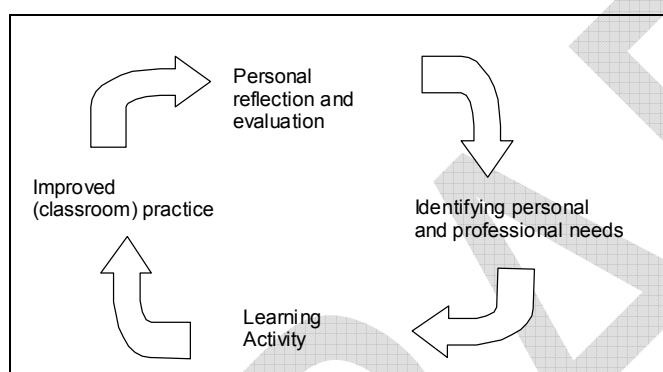 Personal
reflection and
evaluation
Identifying personal
and professional needs
Learning
Activity
Improved
(classroom) practice